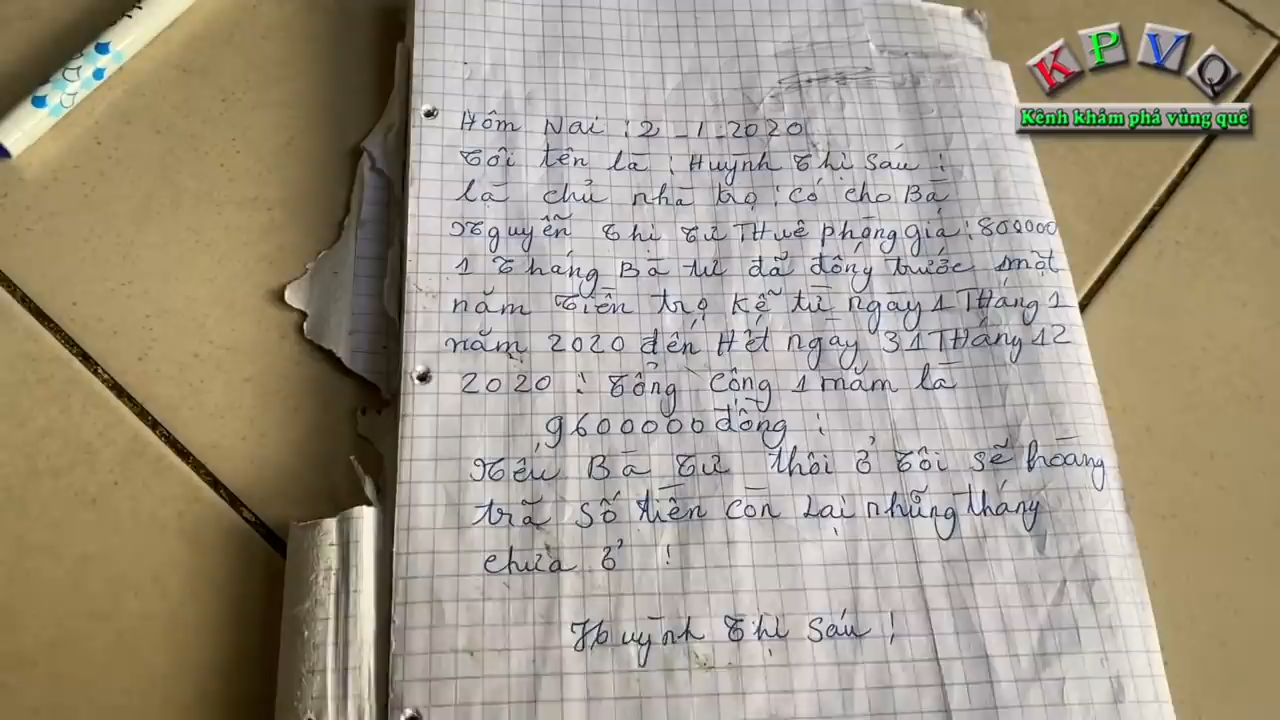 KPVQ
Kênh khám phá vùng quê
Hôm Nai : 2 - 1 - 2020
Tôi tên là : Huỳnh Thị Sáu :
là chủ nhà trọ : có cho Bà
Nguyễn Thị Tư THuê phòng giá : 800000
1 Tháng Bà tư đã đóng trước một
năm tiền trọ kể từ ngày 1 THáng 1
năm 2020 đến Hết ngày 31 THáng 12
2020 : Tổng cộng 1 năm là
9600000 đồng :
Nếu Bà Tư thôi ở Tôi sẽ hoàng
trã số tiền còn Lại những tháng
chưa ở !
Huỳnh Thị Sáu !